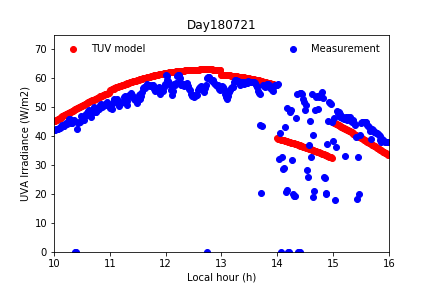 Day180721
TUV model
Measurement
UVA Irradiance (W/m2)
70
60
50
40
30
20
10
0
10 11 12 13 14 15 16
Local hour (h)